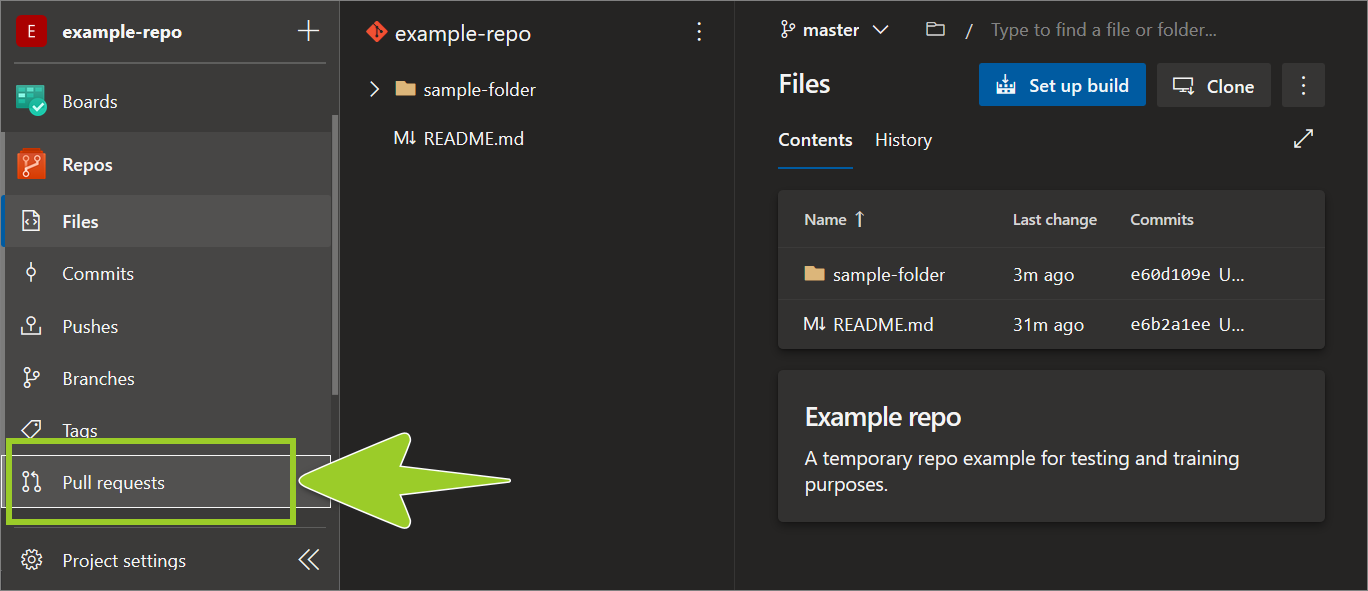 E example-repo
Boards
Repos
Files
Commits
Pushes
Branches
Tags
Pull requests
Project settings
example-repo
sample-folder
M↓ README.md
master / Type to find a file or folder...
Files Set up build Clone
Contents History
Name ↑ Last change Commits
sample-folder 3m ago e60d109e U...
M↓ README.md 31m ago e6b2a1ee U...
Example repo
A temporary repo example for testing and training
purposes.